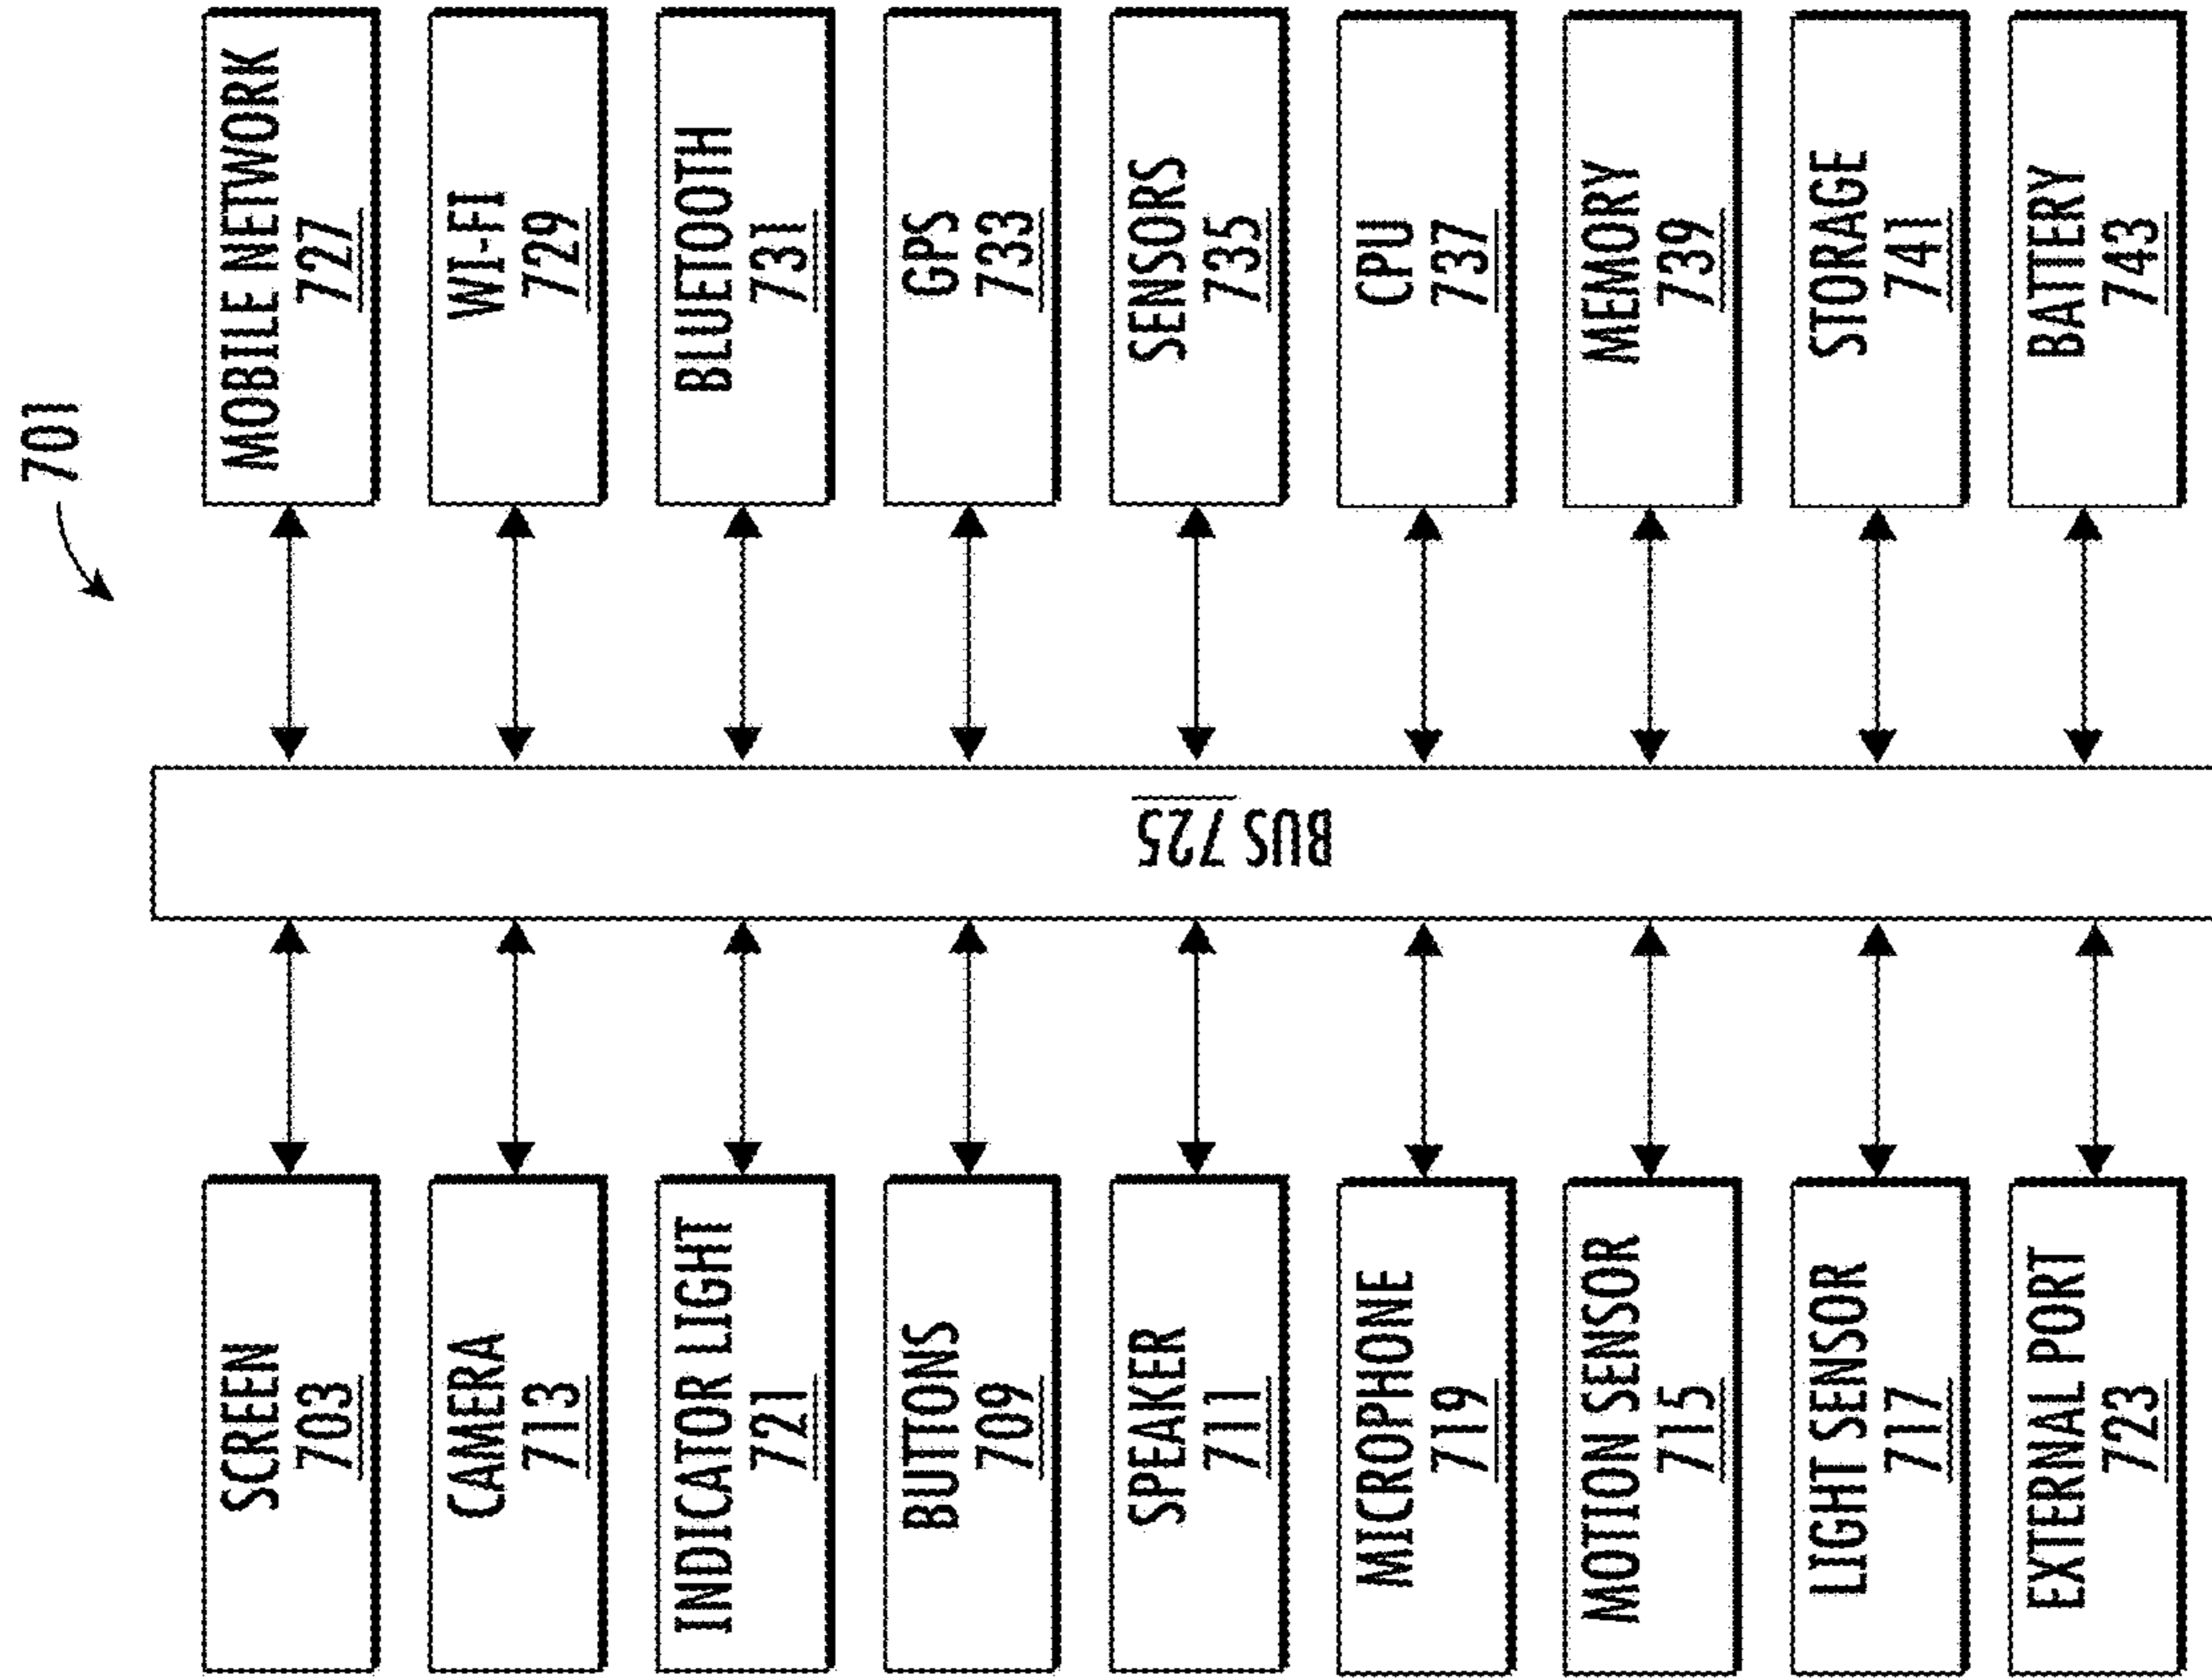 701
SCREEN
703
CAMERA
713
INDICATOR LIGHT
721
BUTTONS
709
SPEAKER
711
MICROPHONE
719
MOTION SENSOR
715
LIGHT SENSOR
717
EXTERNAL PORT
723
BUS 725
MOBILE NETWORK
727
WI-FI
729
BLUETOOTH
731
GPS
733
SENSORS
735
CPU
737
MEMORY
739
STORAGE
741
BATTERY
743